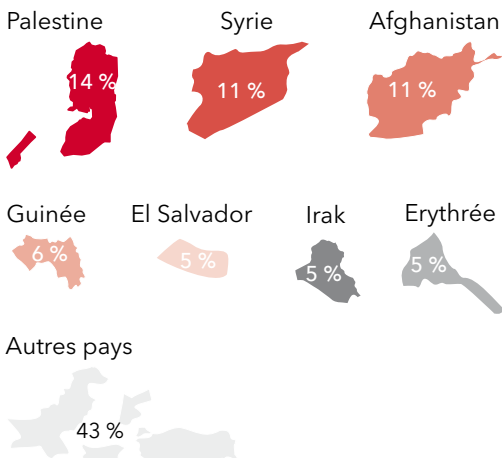 Palestine
Syrie
Afghanistan
14 %
11 %
11 %
Guinée
El Salvador
Irak
Erythrée
6 %
5 %
5 %
5 %
Autres pays
43 %